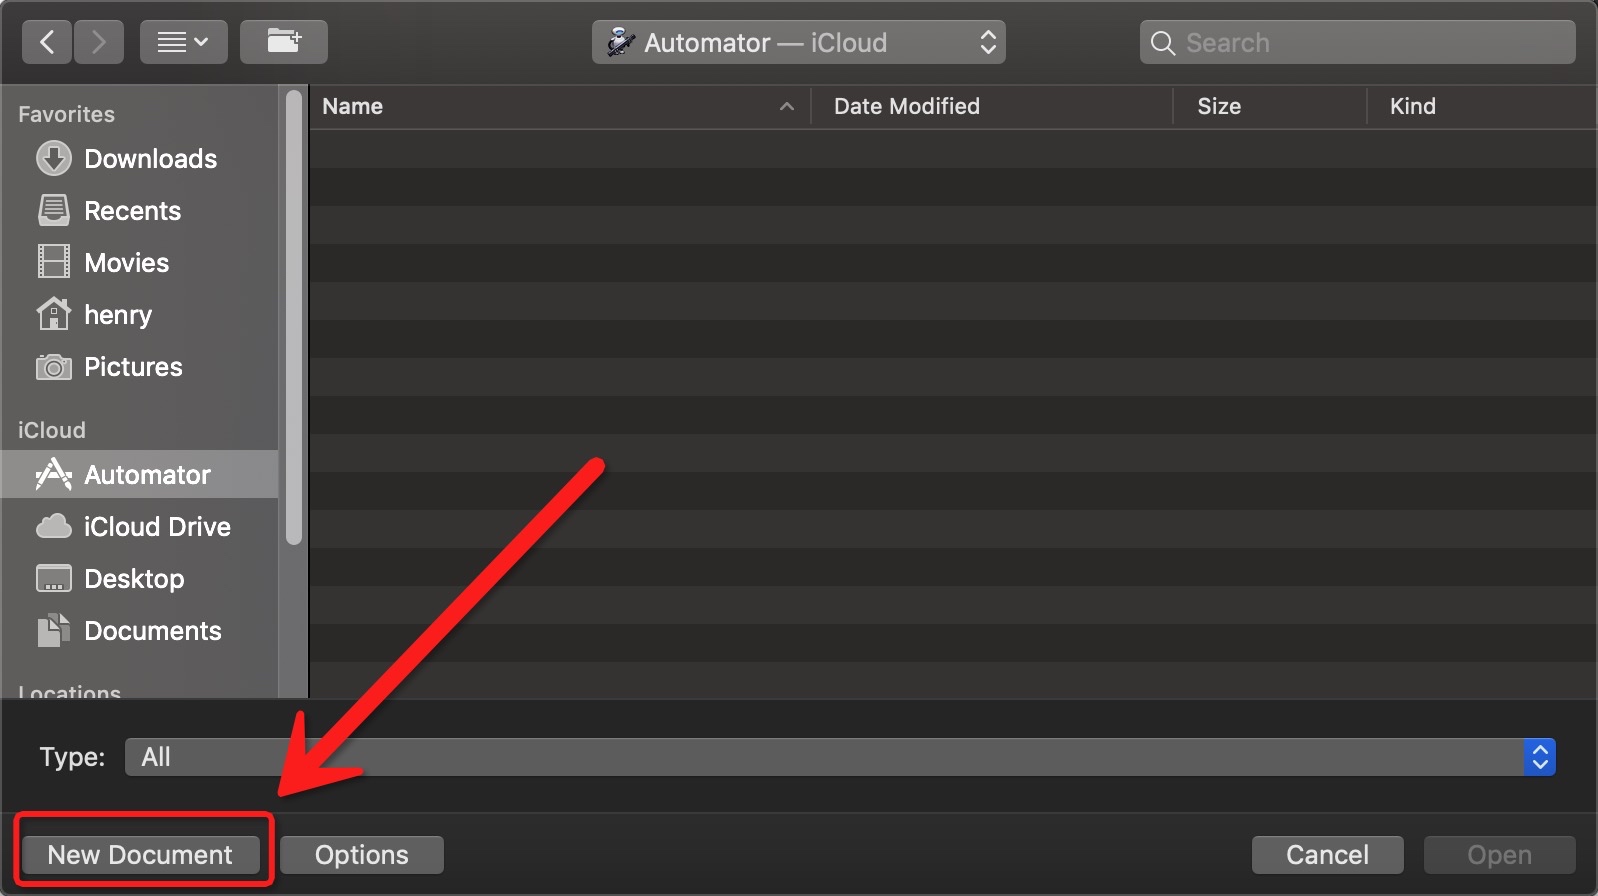 Automator — iCloud
Search
Favorites
Downloads
Recents
Movies
henry
Pictures
iCloud
Automator
iCloud Drive
Desktop
Documents
Locations
Name
Date Modified
Size
Kind
Type:
All
New Document
Options
Cancel
Open